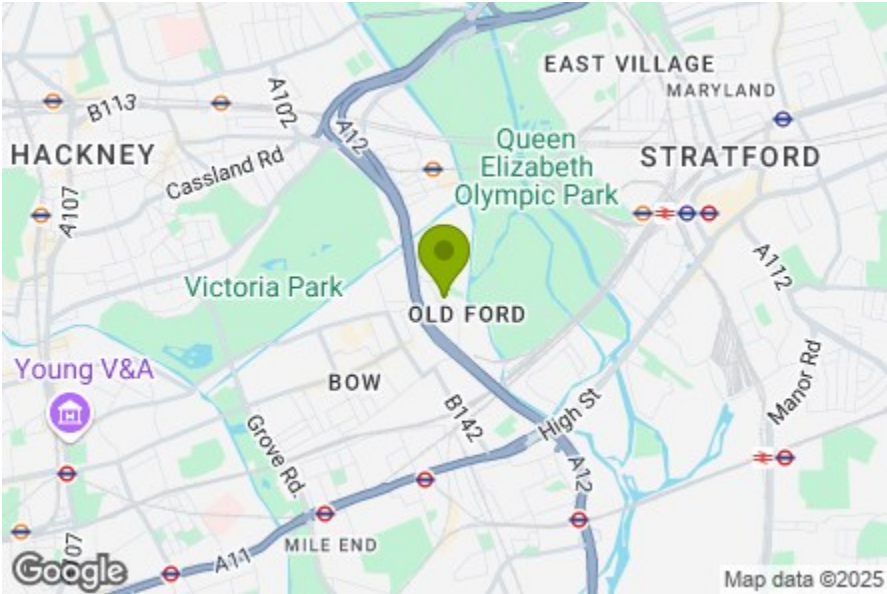 EAST VILLAGE
MARYLAND
B113
A102
A12
HACKNEY
Cassland Rd
Queen
Elizabeth
Olympic Park
STRATFORD
A107
A112
Victoria Park
OLD FORD
Young V&A
BOW
Manor Rd
B142
High St
Grove Rd.
A12
MILE END
A11
A107
Google
Map data ©2025